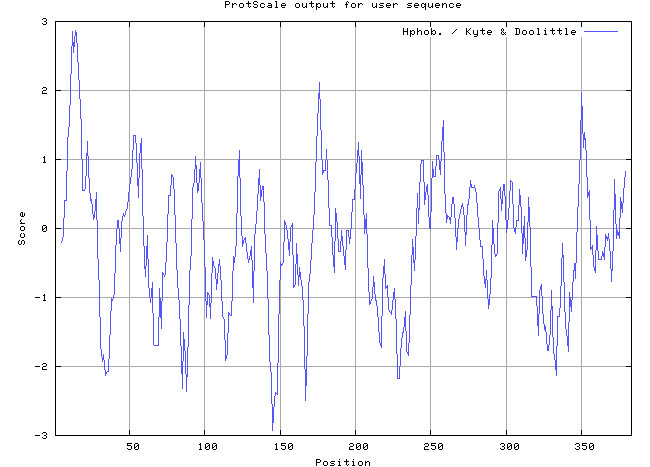 ProtScale output for user sequence
Hphob. / Kyte & Doolittle
3
2
1
0
-1
-2
-3
Score
50 100 150 200 250 300 350
Position